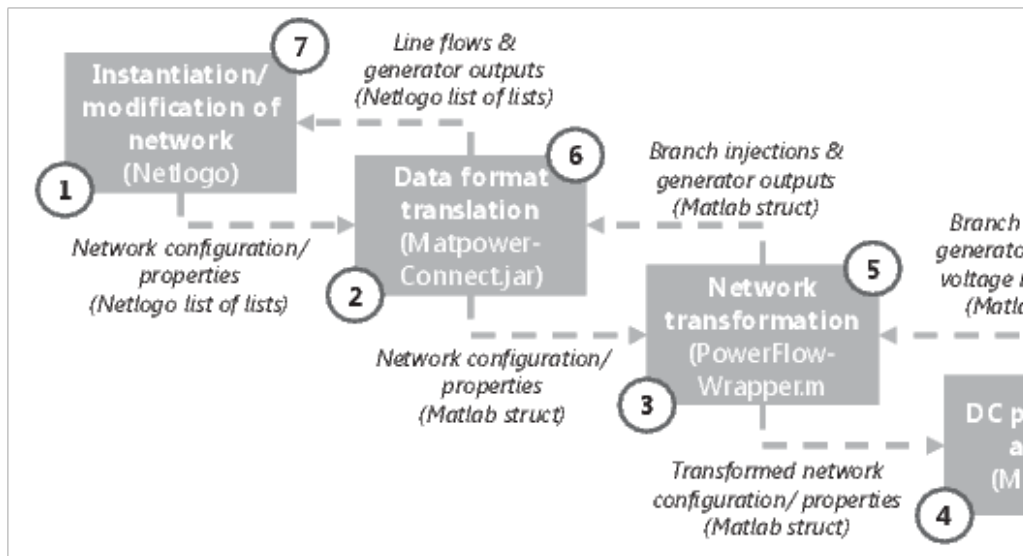 7
Line flows &
generator outputs
(Netlogo list of lists)
Instantiation/
modification of
network
(Netlogo)
1
6
Branch injections &
generator outputs
(Matlab struct)
Data format
translation
(Matpower-
Connect.jar)
2
Network configuration/
properties
(Netlogo list of lists)
Branch
5
Network
transformation
(PowerFlow-
Wrapper.m
3
Network configuration/
properties
(Matlab struct)
voltage
DC
4
Transformed network
configuration/ properties
(Matlab struct)